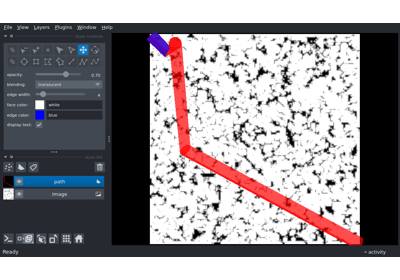 File View Layers Plugins Window Help
opacity: 0.70
blending: translucent
edge width: 4
face color: white
edge color: blue
display text:
path
Image
Ready
activity